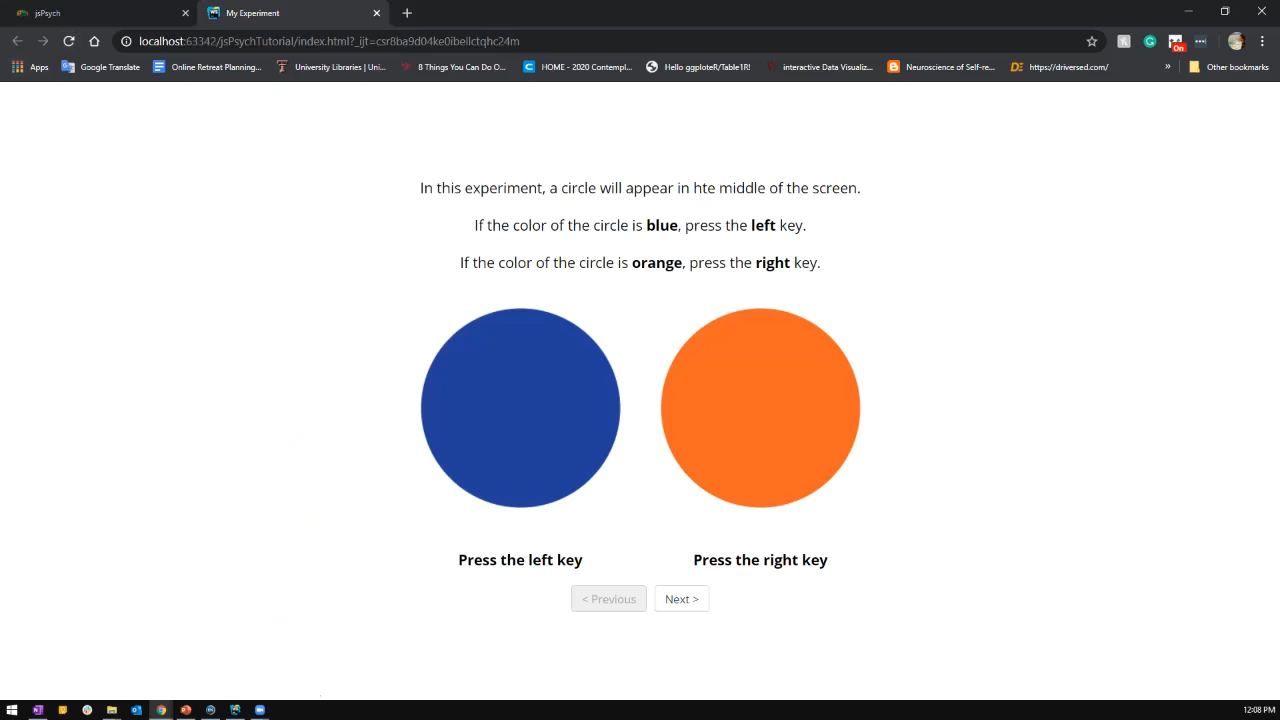 jsPsych
My Experiment
localhost:63342/jsPsychTutorial/index.html?_ijt=csr8ba9d04ke0ibellctqhc24m
On
Apps
Google Translate
Online Retreat Planning...
University Libraries | Uni...
8 Things You Can Do O...
HOME - 2020 Contempl...
Hello ggploteR/Table1R!
interactive Data Visualiz...
Neuroscience of Self-re...
https://driversed.com/
»
Other bookmarks
In this experiment, a circle will appear in hte middle of the screen.
If the color of the circle is blue, press the left key.
If the color of the circle is orange, press the right key.
Press the left key
Press the right key
< Previous
Next >
12:08 PM